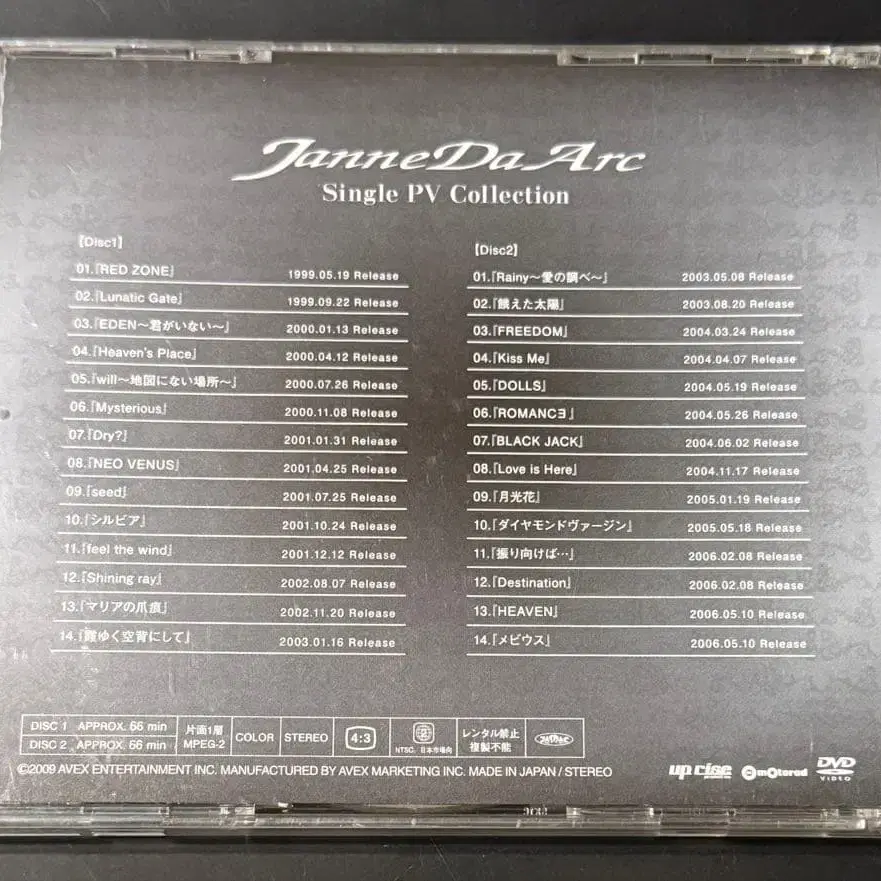 Janne Da Arc
Single PV Collection
【Disc1】
01.『RED ZONE』 1999.05.19 Release
02.『Lunatic Gate』 1999.09.22 Release
03.『EDEN～君がいない～』 2000.01.13 Release
04.『Heaven's Place』 2000.04.12 Release
05.『will～地図にない場所～』 2000.07.26 Release
06.『Mysterious』 2000.11.08 Release
07.『Dry?』 2001.01.31 Release
08.『NEO VENUS』 2001.04.25 Release
09.『seed』 2001.07.25 Release
10.『シルビア』 2001.10.24 Release
11.『feel the wind』 2001.12.12 Release
12.『Shining ray』 2002.08.07 Release
13.『マリアの爪痕』 2002.11.20 Release
14.『霞ゆく空背にして』 2003.01.16 Release
【Disc2】
01.『Rainy～愛の調べ～』 2003.05.08 Release
02.『餓えた太陽』 2003.08.20 Release
03.『FREEDOM』 2004.03.24 Release
04.『Kiss Me』 2004.04.07 Release
05.『DOLLS』 2004.05.19 Release
06.『ROMANCƎ』 2004.05.26 Release
07.『BLACK JACK』 2004.06.02 Release
08.『Love is Here』 2004.11.17 Release
09.『月光花』 2005.01.19 Release
10.『ダイヤモンドヴァージン』 2005.05.18 Release
11.『振り向けば…』 2006.02.08 Release
12.『Destination』 2006.02.08 Release
13.『HEAVEN』 2006.05.10 Release
14.『メビウス』 2006.05.10 Release
DISC 1 APPROX. 66 min
DISC 2 APPROX. 66 min
片面1層
MPEG-2
COLOR
STEREO
4:3
2
NTSC 日本市場向
レンタル禁止
複製不能
©2009 AVEX ENTERTAINMENT INC. MANUFACTURED BY AVEX MARKETING INC. MADE IN JAPAN / STEREO
up rise
motored
DVD
VIDEO